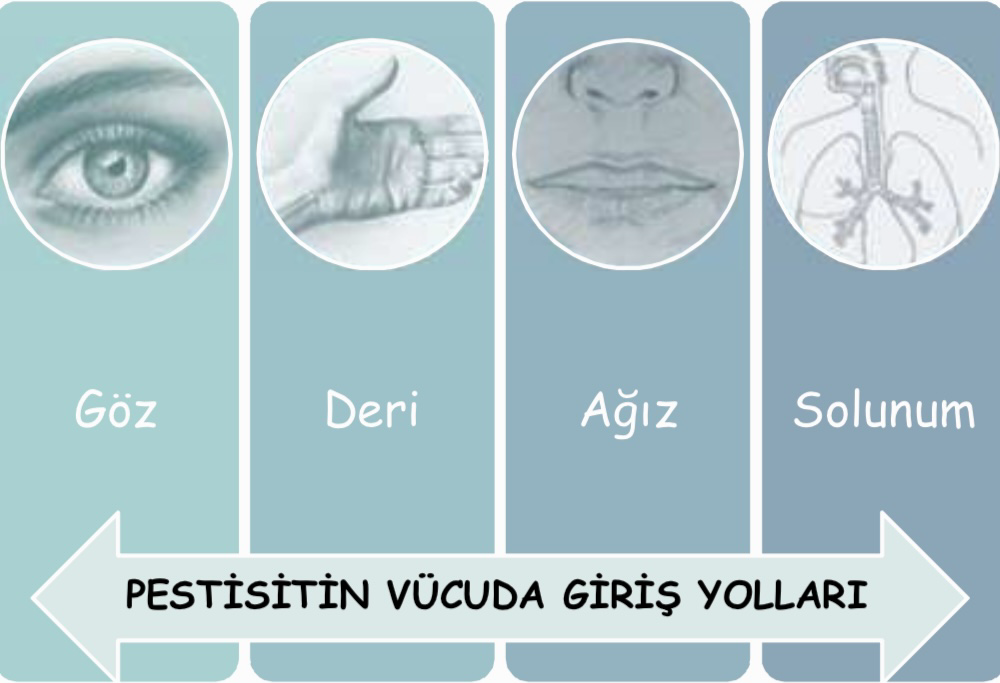 Göz
Deri
Ağız
Solunum
PESTİSİTİN VÜCUDA GİRİŞ YOLLARI